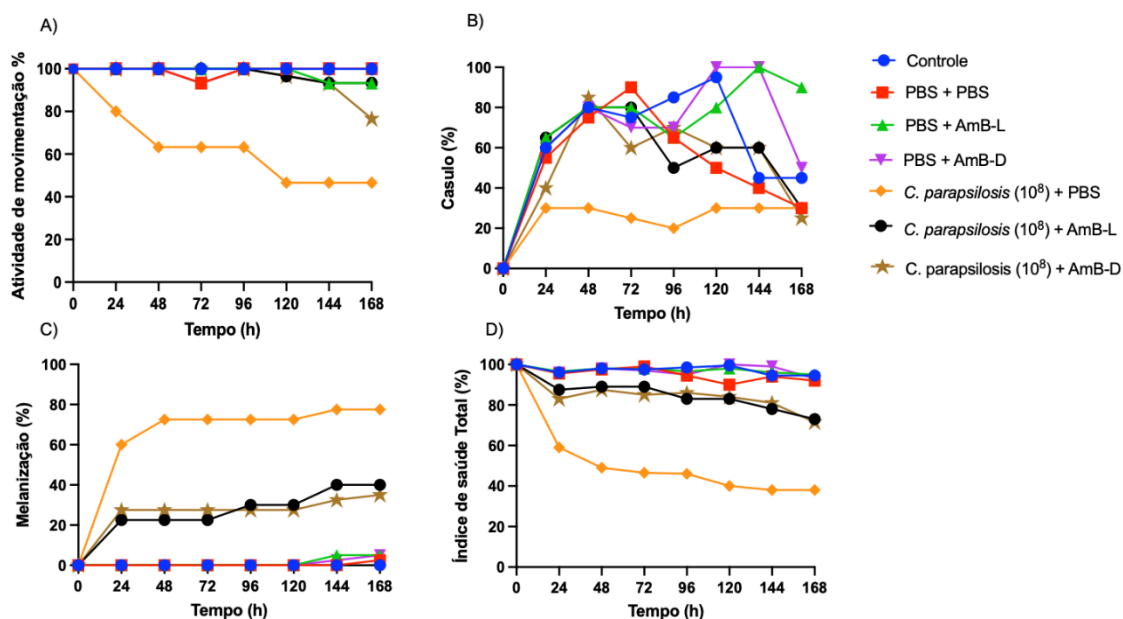 A)
Atividade de movimentação %
100
80
60
40
20
0
0 24 48 72 96 120 144 168
Tempo (h)
B)
Casulo (%)
100
80
60
40
20
0
0 24 48 72 96 120 144 168
Tempo (h)
Controle
PBS + PBS
PBS + AmB-L
PBS + AmB-D
C. parapsilosis (10⁸) + PBS
C. parapsilosis (10⁸) + AmB-L
C. parapsilosis (10⁸) + AmB-D
C)
Melanização (%)
100
80
60
40
20
0
0 24 48 72 96 120 144 168
Tempo (h)
D)
Índice de saúde Total (%)
100
80
60
40
20
0
0 24 48 72 96 120 144 168
Tempo (h)